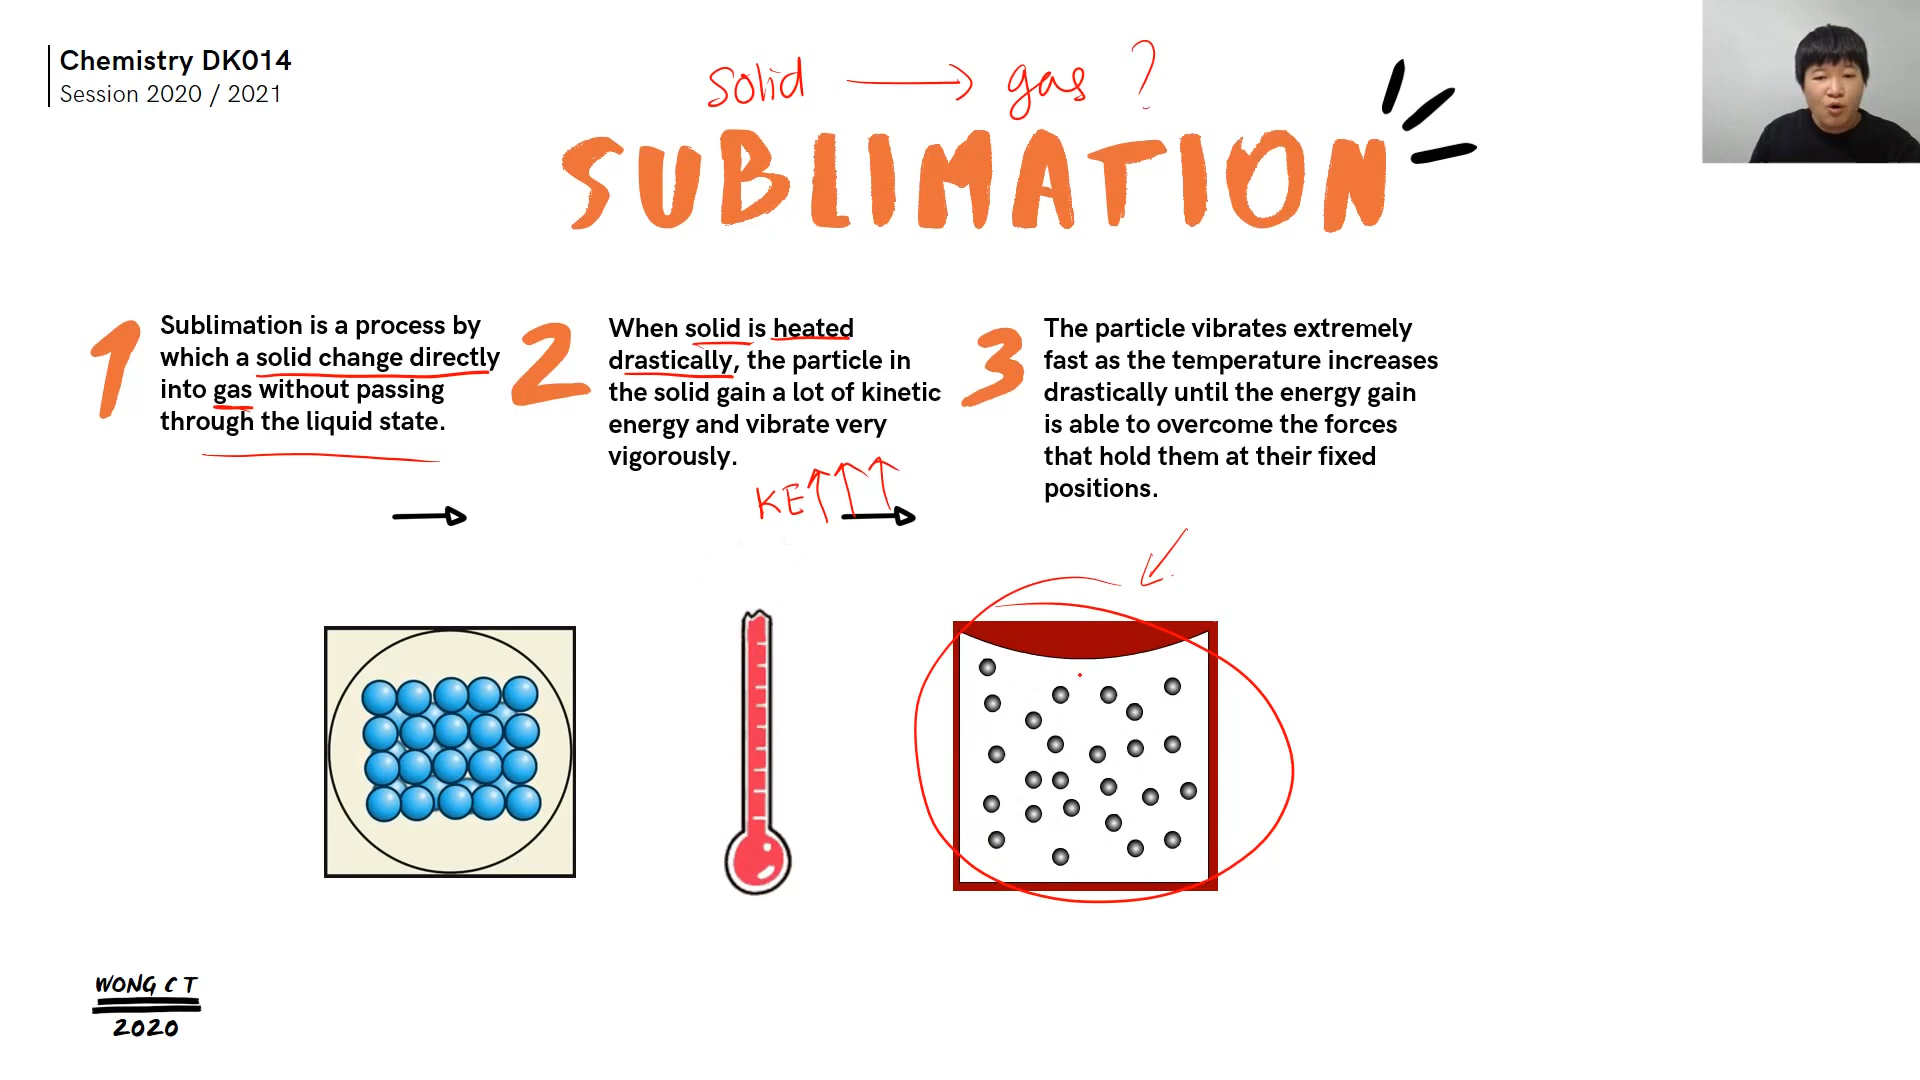 Chemistry DK014
Session 2020 / 2021
solid → gas ?
SUBLIMATION
1
Sublimation is a process by
which a solid change directly
into gas without passing
through the liquid state.
2
When solid is heated
drastically, the particle in
the solid gain a lot of kinetic
energy and vibrate very
vigorously.
KE↑↑↑
3
The particle vibrates extremely
fast as the temperature increases
drastically until the energy gain
is able to overcome the forces
that hold them at their fixed
positions.
WONG C T
2020